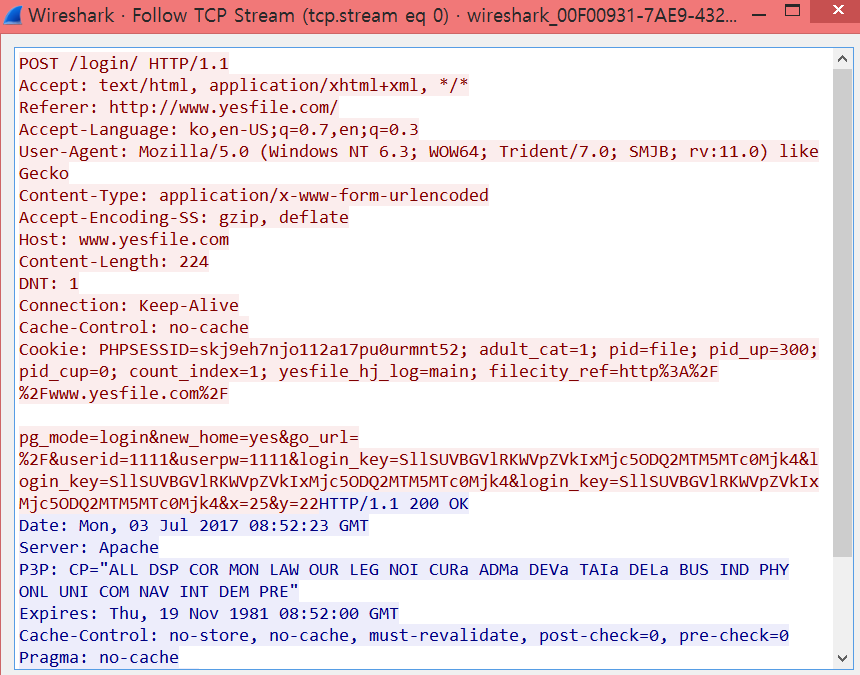 Wireshark · Follow TCP Stream (tcp.stream eq 0) · wireshark_00F00931-7AE9-432...
POST /login/ HTTP/1.1
Accept: text/html, application/xhtml+xml, */*
Referer: http://www.yesfile.com/
Accept-Language: ko,en-US;q=0.7,en;q=0.3
User-Agent: Mozilla/5.0 (Windows NT 6.3; WOW64; Trident/7.0; SMJB; rv:11.0) like
Gecko
Content-Type: application/x-www-form-urlencoded
Accept-Encoding-SS: gzip, deflate
Host: www.yesfile.com
Content-Length: 224
DNT: 1
Connection: Keep-Alive
Cache-Control: no-cache
Cookie: PHPSESSID=skj9eh7njo112a17pu0urmnt52; adult_cat=1; pid=file; pid_up=300;
pid_cup=0; count_index=1; yesfile_hj_log=main; filecity_ref=http%3A%2F
%2Fwww.yesfile.com%2F
pg_mode=login&new_home=yes&go_url=
%2F&userid=1111&userpw=1111&login_key=SllSUVBGVlRKWVpZVkIxMjc5ODQ2MTM5MTc0Mjk4&l
ogin_key=SllSUVBGVlRKWVpZVkIxMjc5ODQ2MTM5MTc0Mjk4&login_key=SllSUVBGVlRKWVpZVkIx
Mjc5ODQ2MTM5MTc0Mjk4&x=25&y=22HTTP/1.1 200 OK
Date: Mon, 03 Jul 2017 08:52:23 GMT
Server: Apache
P3P: CP="ALL DSP COR MON LAW OUR LEG NOI CURa ADMa DEVa TAIa DELa BUS IND PHY
ONL UNI COM NAV INT DEM PRE"
Expires: Thu, 19 Nov 1981 08:52:00 GMT
Cache-Control: no-store, no-cache, must-revalidate, post-check=0, pre-check=0
Pragma: no-cache